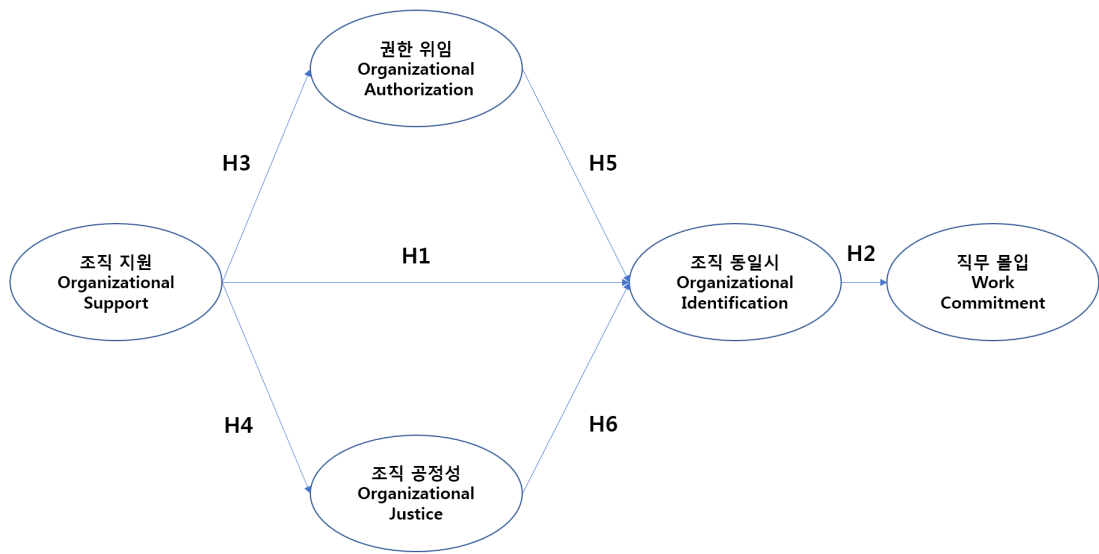 권한 위임
Organizational
Authorization
H3
H5
조직 지원
Organizational
Support
H1
조직 동일시
Organizational
Identification
H2
직무 몰입
Work
Commitment
H4
H6
조직 공정성
Organizational
Justice